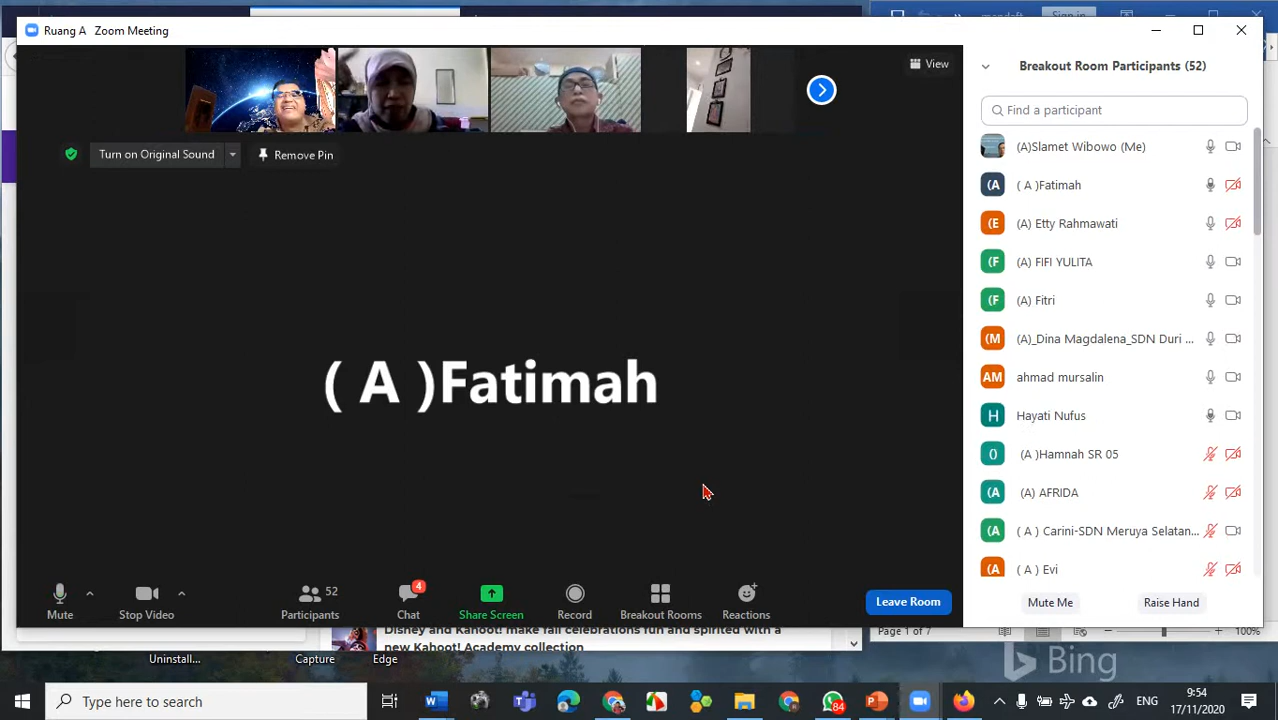 Sign in
Ruang A Zoom Meeting
View
Turn on Original Sound
Remove Pin
( A )Fatimah
Breakout Room Participants (52)
Find a participant
(A)Slamet Wibowo (Me)
(A ( A )Fatimah
(E (A) Etty Rahmawati
(F (A) FIFI YULITA
(F (A) Fitri
(M (A)_Dina Magdalena_SDN Duri ...
AM ahmad mursalin
H Hayati Nufus
() (A )Hamnah SR 05
(A (A) AFRIDA
(A ( A ) Carini-SDN Meruya Selatan...
(A ( A ) Evi
Mute Me Raise Hand
Mute
Stop Video
52
Participants
4
Chat
Share Screen
Record
Breakout Rooms
Reactions
Leave Room
Disney and Kahoot! make fall celebrations fun and spirited with a
new Kahoot! Academy collection
Page 1 of 7
100%
Uninstall...
Capture
Edge
Bing
Type here to search
84
ENG
9:54
17/11/2020